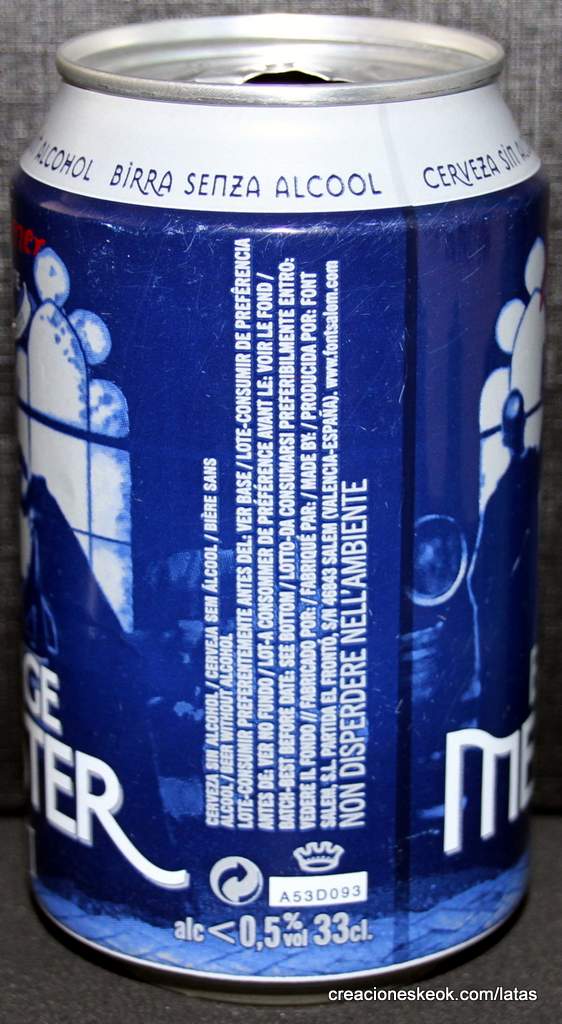 ALCOHOL BIRRA SENZA ALCOOL CERVEZA SIN
GE
TER
ME
CERVEZA SIN ALCOHOL / CERVEJA SEM ALCOOL / BIÈRE SANS
ALCOOL / BEER WITHOUT ALCOHOL
LOTE-CONSUMIR PREFERENTEMENTE ANTES DEL: VER BASE / LOTE-CONSUMIR DE PREFERÊNCIA
ANTES DE: VER NO FUNDO / LOT-A CONSOMMER DE PRÉFÉRENCE AVANT LE: VOIR LE FOND /
BATCH-BEST BEFORE DATE: SEE BOTTOM / LOTTO-DA CONSUMARSI PREFERIBILMENTE ENTRO:
VEDERE IL FONDO // FABRICADO POR: / FABRIQUÉ PAR: / MADE BY: / PRODUCIDA POR: FONT
SALEM, S.L. PARTIDA EL FRONTO, S/N 46843 SALEM (VALENCIA-ESPAÑA), www.fontsalem.com
NON DISPERDERE NELL'AMBIENTE
A53D093
alc <0,5% vol 33cl.
creacioneskeok.com/latas